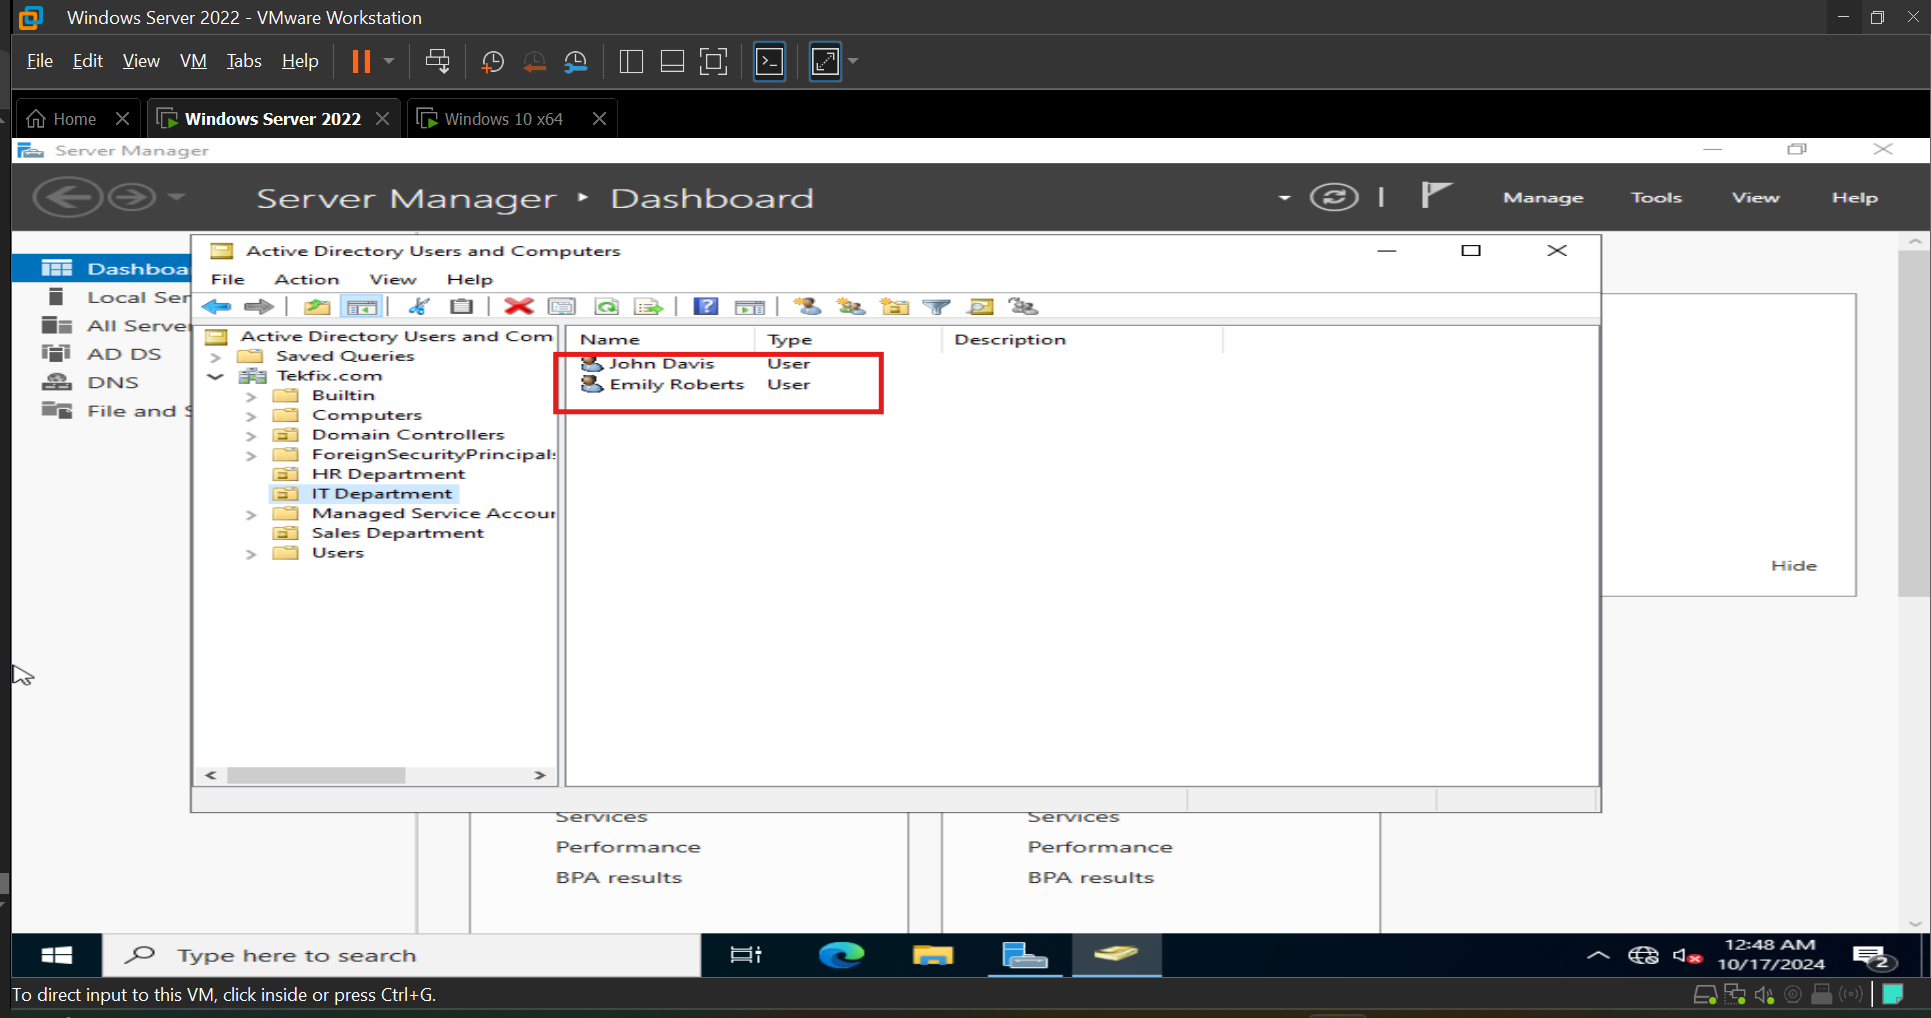 Windows Server 2022 - VMware Workstation
File Edit View VM Tabs Help
Home Windows Server 2022 Windows 10 x64
Server Manager
Server Manager Dashboard Manage Tools View Help
Active Directory Users and Computers
File Action View Help
Dashboa
Local Ser
All Server
AD DS
DNS
File and S
Active Directory Users and Com
Saved Queries
Tekfix.com
Builtin
Computers
Domain Controllers
ForeignSecurityPrincipals
HR Department
IT Department
Managed Service Accour
Sales Department
Users
Name Type Description
John Davis User
Emily Roberts User
Hide
Services Services
Performance Performance
BPA results BPA results
Type here to search
12:48 AM
10/17/2024
2
To direct input to this VM, click inside or press Ctrl+G.